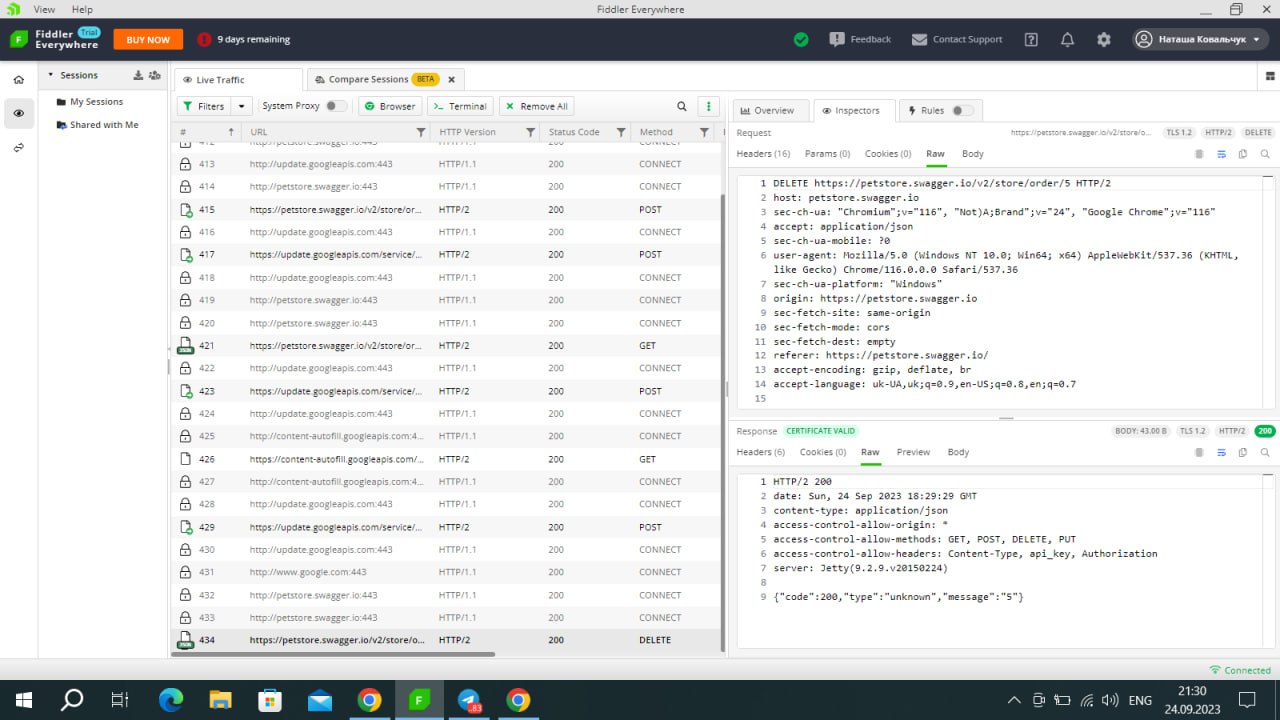 View Help Fiddler Everywhere
Fiddler Trial
Everywhere
BUY NOW
9 days remaining
Feedback Contact Support Наташа Ковальчук
Sessions
My Sessions
Shared with Me
Live Traffic Compare Sessions BETA
Filters System Proxy Browser Terminal Remove All
# URL HTTP Version Status Code Method
412 http://update.googleapis.com:443 HTTP/1.1 200 CONNECT
413 http://update.googleapis.com:443 HTTP/1.1 200 CONNECT
414 http://petstore.swagger.io:443 HTTP/1.1 200 CONNECT
415 https://petstore.swagger.io/v2/store/or... HTTP/2 200 POST
416 http://update.googleapis.com:443 HTTP/1.1 200 CONNECT
417 https://update.googleapis.com/service/... HTTP/2 200 POST
418 http://update.googleapis.com:443 HTTP/1.1 200 CONNECT
419 http://petstore.swagger.io:443 HTTP/1.1 200 CONNECT
420 http://petstore.swagger.io:443 HTTP/1.1 200 CONNECT
421 https://petstore.swagger.io/v2/store/or... HTTP/2 200 GET
422 http://update.googleapis.com:443 HTTP/1.1 200 CONNECT
423 https://update.googleapis.com/service/... HTTP/2 200 POST
424 http://update.googleapis.com:443 HTTP/1.1 200 CONNECT
425 http://content-autofill.googleapis.com:4... HTTP/1.1 200 CONNECT
426 https://content-autofill.googleapis.com/... HTTP/2 200 GET
427 http://content-autofill.googleapis.com:4... HTTP/1.1 200 CONNECT
428 http://update.googleapis.com:443 HTTP/1.1 200 CONNECT
429 https://update.googleapis.com/service/... HTTP/2 200 POST
430 http://update.googleapis.com:443 HTTP/1.1 200 CONNECT
431 http://www.google.com:443 HTTP/1.1 200 CONNECT
432 http://petstore.swagger.io:443 HTTP/1.1 200 CONNECT
433 http://petstore.swagger.io:443 HTTP/1.1 200 CONNECT
434 https://petstore.swagger.io/v2/store/o... HTTP/2 200 DELETE
Overview Inspectors Rules
Request https://petstore.swagger.io/v2/store/o... TLS 1.2 HTTP/2 DELETE
Headers (16) Params (0) Cookies (0) Raw Body
1 DELETE https://petstore.swagger.io/v2/store/order/5 HTTP/2
2 host: petstore.swagger.io
3 sec-ch-ua: "Chromium";v="116", "Not)A;Brand";v="24", "Google Chrome";v="116"
4 accept: application/json
5 sec-ch-ua-mobile: ?0
6 user-agent: Mozilla/5.0 (Windows NT 10.0; Win64; x64) AppleWebKit/537.36 (KHTML,
like Gecko) Chrome/116.0.0.0 Safari/537.36
7 sec-ch-ua-platform: "Windows"
8 origin: https://petstore.swagger.io
9 sec-fetch-site: same-origin
10 sec-fetch-mode: cors
11 sec-fetch-dest: empty
12 referer: https://petstore.swagger.io/
13 accept-encoding: gzip, deflate, br
14 accept-language: uk-UA,uk;q=0.9,en-US;q=0.8,en;q=0.7
15
Response CERTIFICATE VALID BODY: 43.00 B TLS 1.2 HTTP/2 200
Headers (6) Cookies (0) Raw Preview Body
1 HTTP/2 200
2 date: Sun, 24 Sep 2023 18:29:29 GMT
3 content-type: application/json
4 access-control-allow-origin: *
5 access-control-allow-methods: GET, POST, DELETE, PUT
6 access-control-allow-headers: Content-Type, api_key, Authorization
7 server: Jetty(9.2.9.v20150224)
8
9 {"code":200,"type":"unknown","message":"5"}
Connected
ENG 21:30
24.09.2023